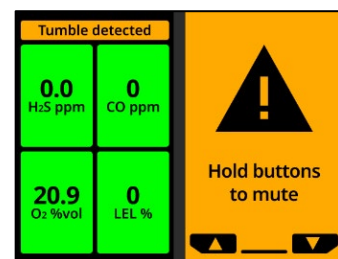 Tumble detected
0.0
H₂S ppm
0
CO ppm
20.9
O₂ %vol
0
LEL %
!
Hold buttons
to mute